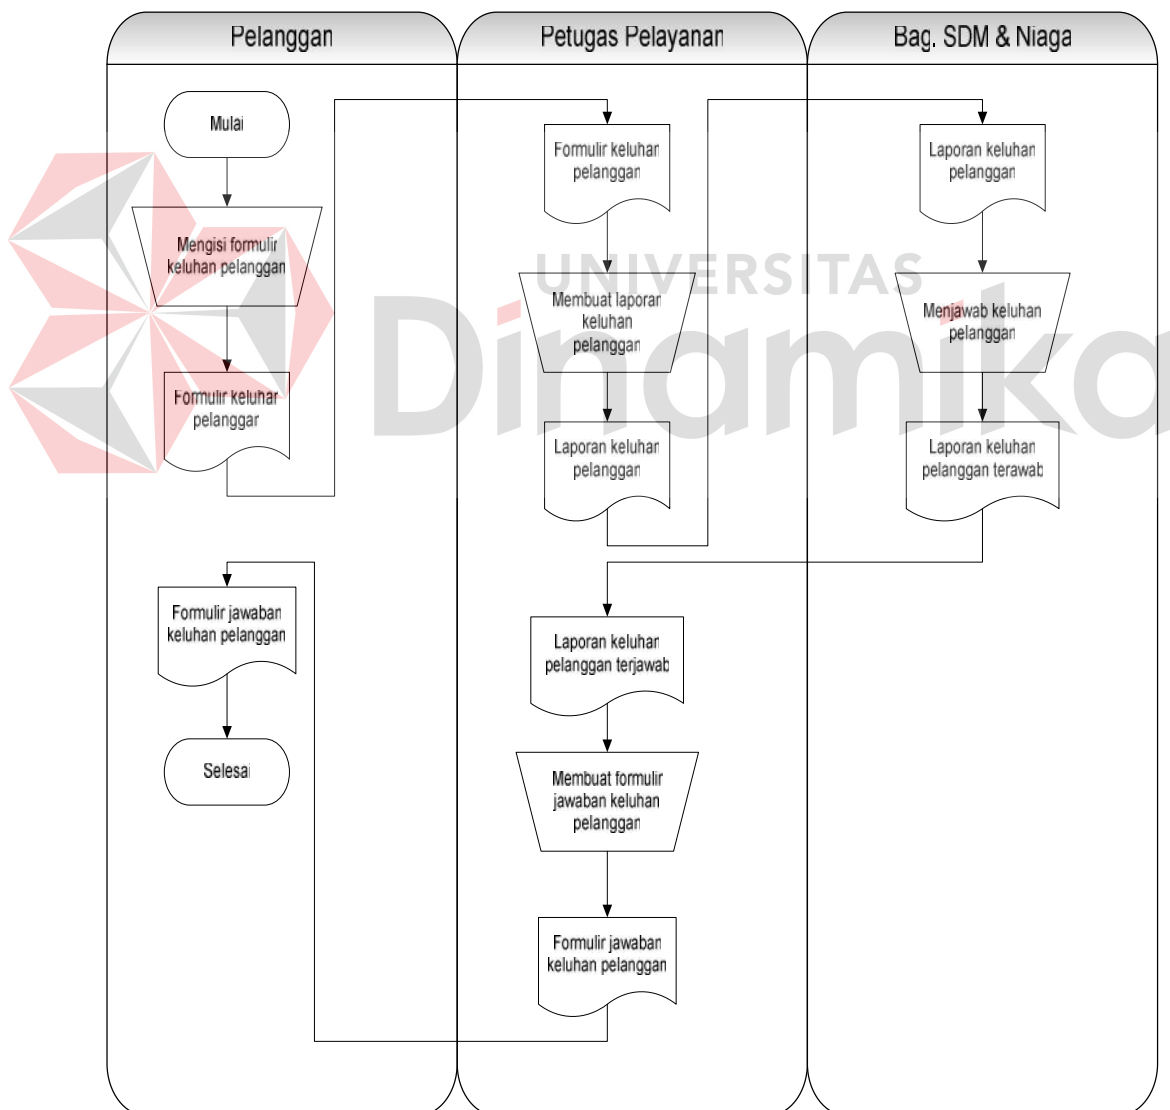 Pelanggan
Petugas Pelayanan
Bag. SDM & Niaga
Mulai
Mengisi formulir
keluhan pelanggan
Formulir keluhan
pelanggan
Formulir keluhan
pelanggan
Membuat laporan
keluhan
pelanggan
Laporan keluhan
pelanggan
Laporan keluhan
pelanggan
Menjawab keluhan
pelanggan
Laporan keluhan
pelanggan terawab
Laporan keluhan
pelanggan terjawab
Membuat formulir
jawaban keluhan
pelanggan
Formulir jawaban
keluhan pelanggan
Formulir jawaban
keluhan pelanggan
Selesai
UNIVERSITAS
Dinamika